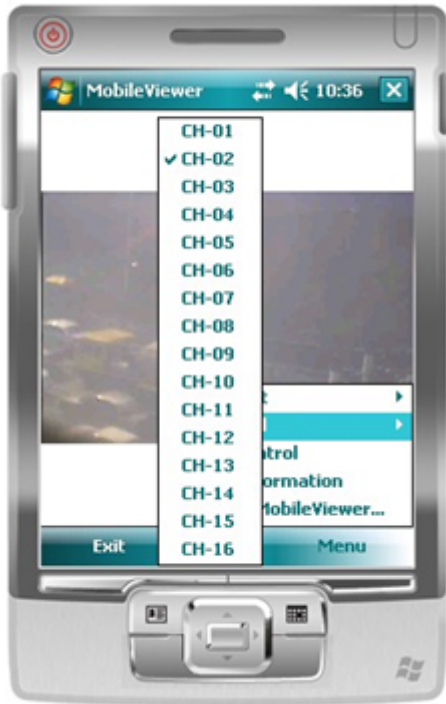 MobileViewer 10:36
CH-01
CH-02
CH-03
CH-04
CH-05
CH-06
CH-07
CH-08
CH-09
CH-10
CH-11
CH-12
CH-13
CH-14
CH-15
CH-16
trol
ormation
MobileViewer...
Exit
Menu